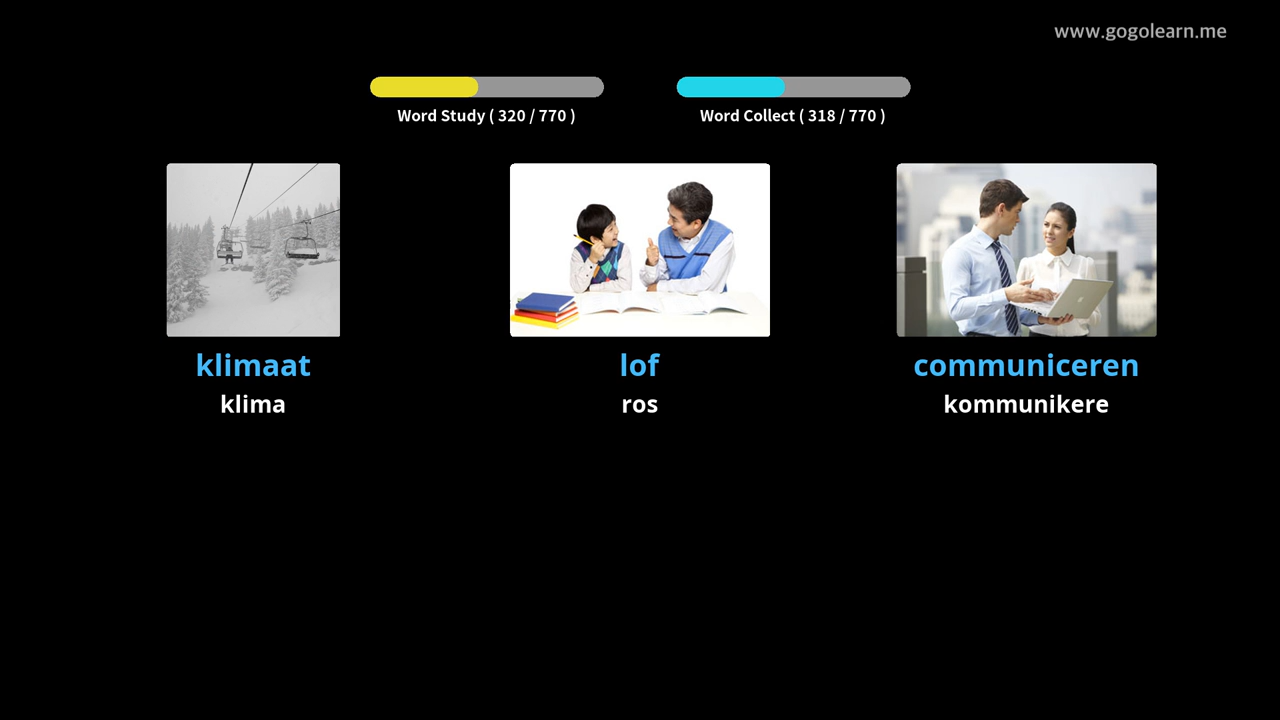 www.gogolearn.me
Word Study ( 320 / 770 )
Word Collect ( 318 / 770 )
klimaat
klima
lof
ros
communiceren
kommunikere